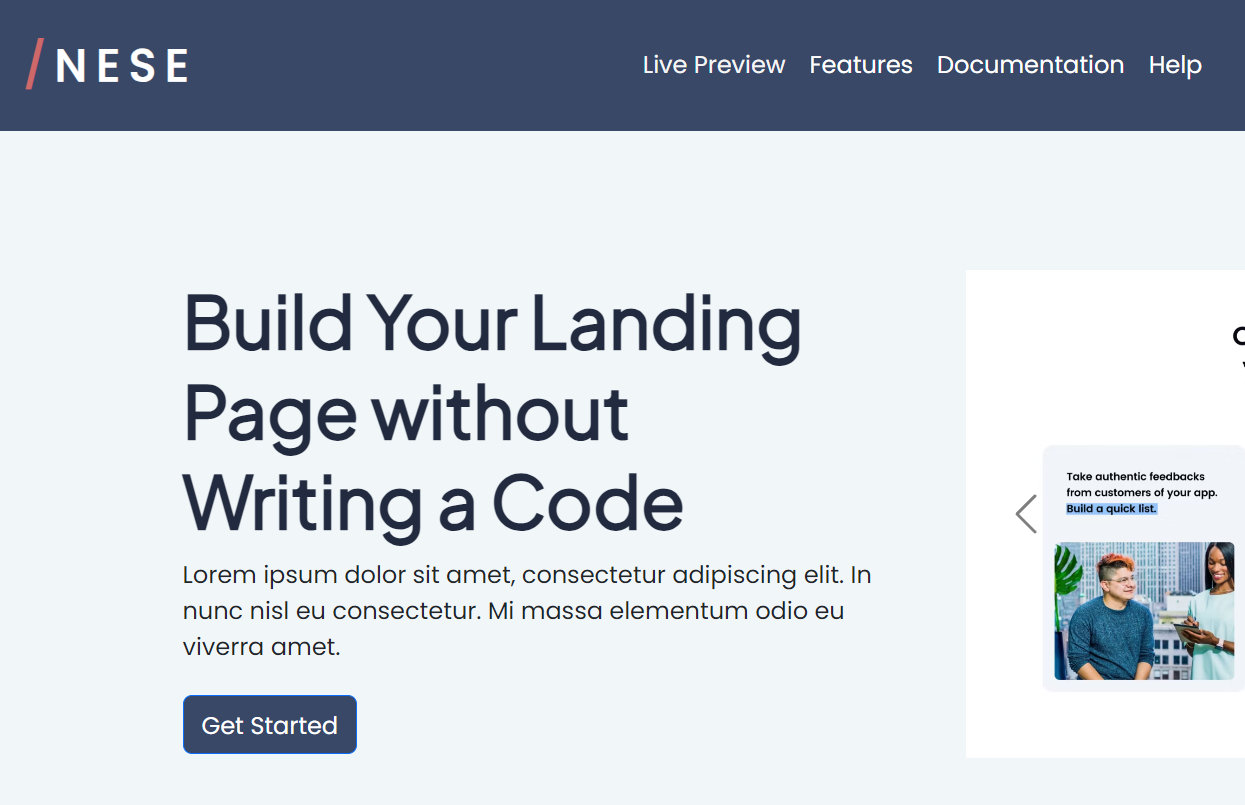 / NESE
Live Preview Features Documentation Help
Build Your Landing
Page without
Writing a Code
Lorem ipsum dolor sit amet, consectetur adipiscing elit. In
nunc nisl eu consectetur. Mi massa elementum odio eu
viverra amet.
Get Started
Take authentic feedbacks
from customers of your app.
Build a quick list.